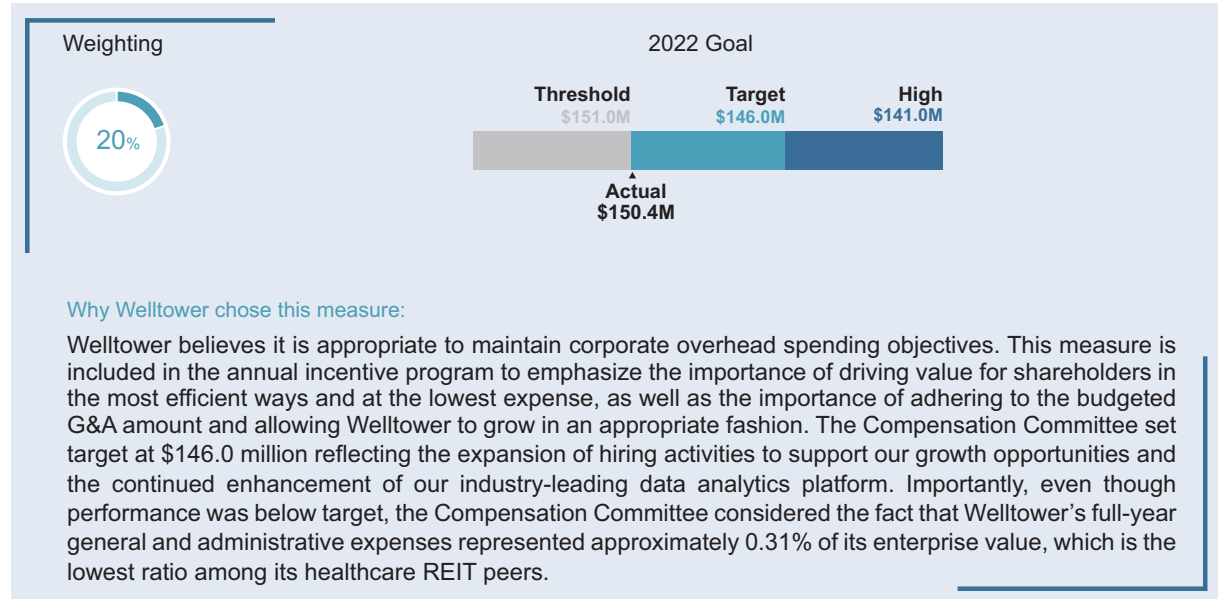 Weighting
2022 Goal
20%
Threshold
$151.0M
Target
$146.0M
High
$141.0M
Actual
$150.4M
Why Welltower chose this measure:
Welltower believes it is appropriate to maintain corporate overhead spending objectives. This measure is
included in the annual incentive program to emphasize the importance of driving value for shareholders in
the most efficient ways and at the lowest expense, as well as the importance of adhering to the budgeted
G&A amount and allowing Welltower to grow in an appropriate fashion. The Compensation Committee set
target at $146.0 million reflecting the expansion of hiring activities to support our growth opportunities and
the continued enhancement of our industry-leading data analytics platform. Importantly, even though
performance was below target, the Compensation Committee considered the fact that Welltower’s full-year
general and administrative expenses represented approximately 0.31% of its enterprise value, which is the
lowest ratio among its healthcare REIT peers.